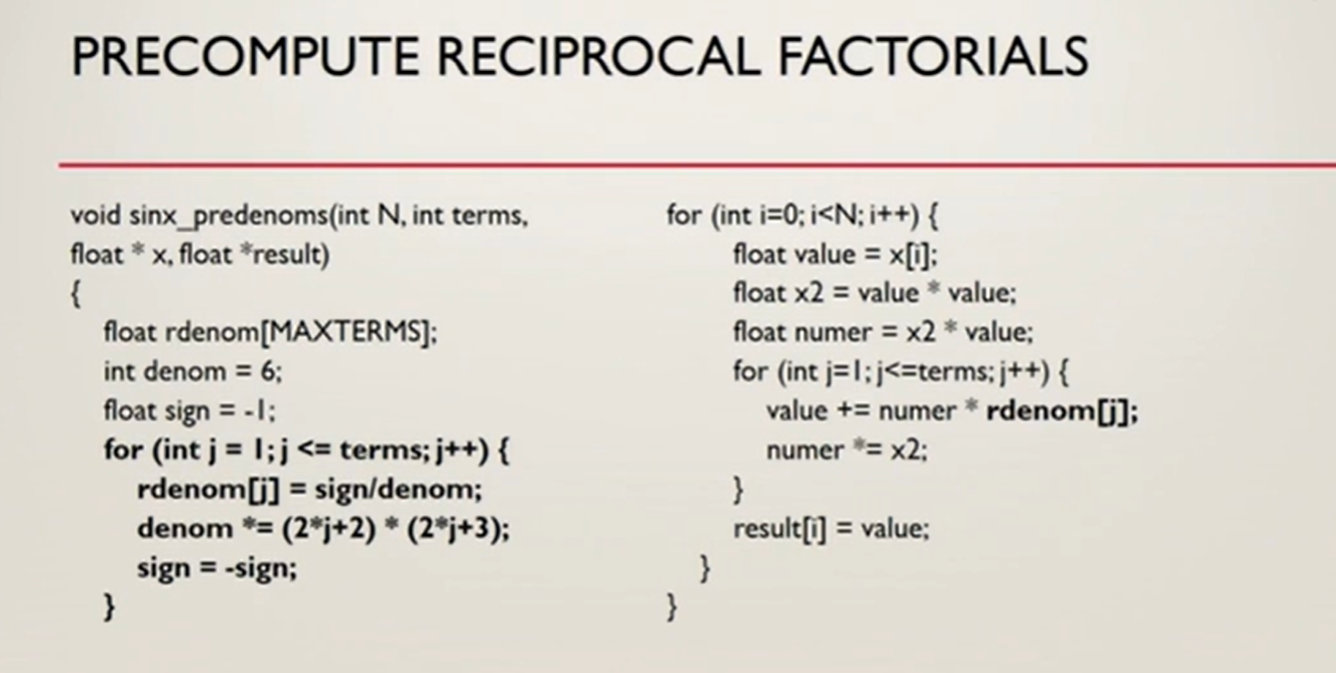 PRECOMPUTE RECIPROCAL FACTORIALS
void sinx_predenoms(int N, int terms,
float * x, float *result)
{
float rdenom[MAXTERMS];
int denom = 6;
float sign = -1;
for (int j = 1; j <= terms; j++) {
rdenom[j] = sign/denom;
denom *= (2*j+2) * (2*j+3);
sign = -sign;
}
for (int i=0; i<N; i++) {
float value = x[i];
float x2 = value * value;
float numer = x2 * value;
for (int j=1; j<=terms; j++) {
value += numer * rdenom[j];
numer *= x2;
}
result[i] = value;
}
}